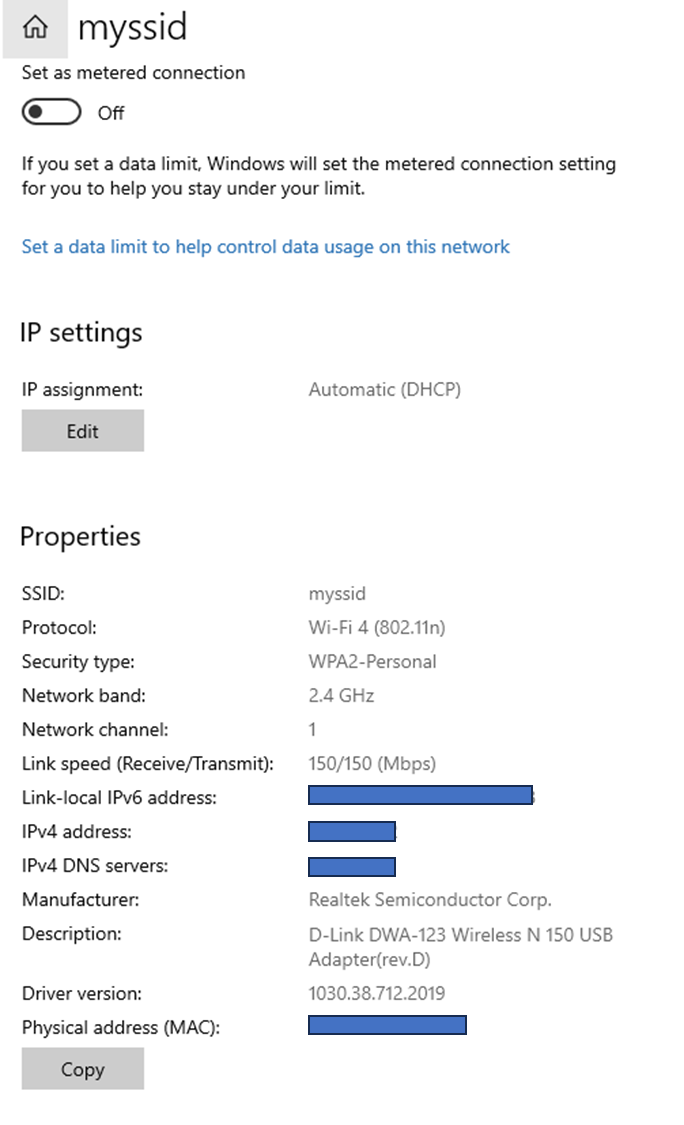 myssid
Set as metered connection
Off
If you set a data limit, Windows will set the metered connection setting
for you to help you stay under your limit.
Set a data limit to help control data usage on this network
IP settings
IP assignment: Automatic (DHCP)
Edit
Properties
SSID: myssid
Protocol: Wi-Fi 4 (802.11n)
Security type: WPA2-Personal
Network band: 2.4 GHz
Network channel: 1
Link speed (Receive/Transmit): 150/150 (Mbps)
Link-local IPv6 address:
IPv4 address:
IPv4 DNS servers:
Manufacturer: Realtek Semiconductor Corp.
Description: D-Link DWA-123 Wireless N 150 USB
Adapter(rev.D)
Driver version: 1030.38.712.2019
Physical address (MAC):
Copy